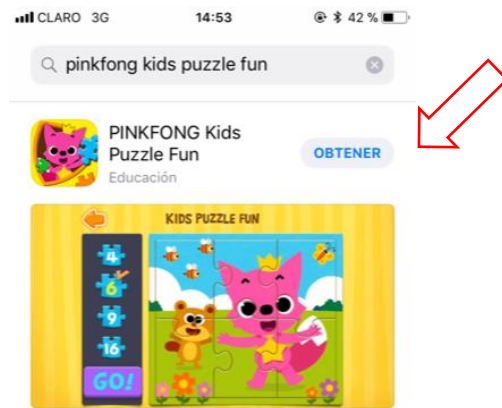 CLARO 3G 14:53 42 %
pinkfong kids puzzle fun
PINKFONG Kids
Puzzle Fun
OBTENER
Educación
KIDS PUZZLE FUN
4
6
9
16
GO!